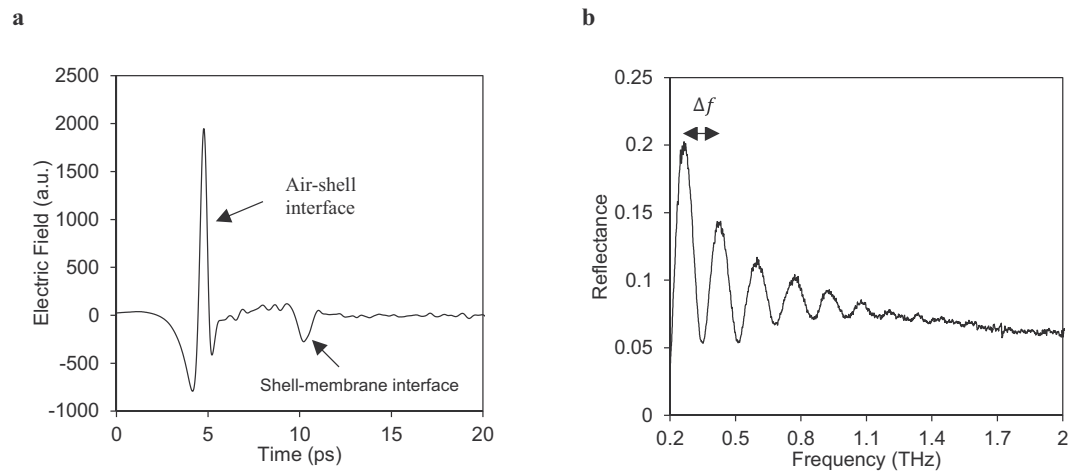 a
2500
2000
1500
1000
500
0
-500
-1000
0
5
10
15
20
Electric Field (a.u.)
Time (ps)
Air-shell
interface
Shell-membrane interface
b
0.25
0.2
0.15
0.1
0.05
0
0.2
0.5
0.8
1.1
1.4
1.7
2
Reflectance
Frequency (THz)
Δf